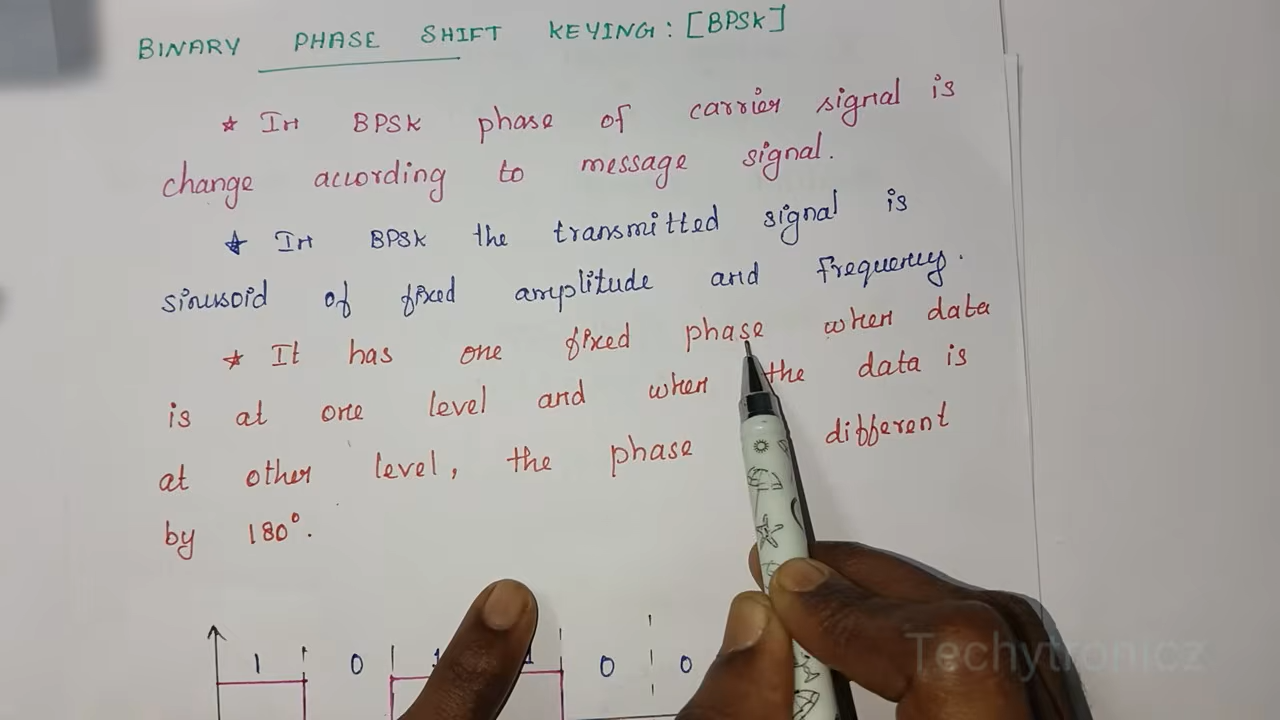 BINARY PHASE SHIFT KEYING: [BPSK]
* In BPSK phase of carrier signal is
change according to message signal.
* In BPSK the transmitted signal is
sinusoid of fixed amplitude and frequency.
* It has one fixed phase when data
is at one level and when the data is
at other level, the phase different
by 180°.
1 0 1 1 0 0
Techytronicz